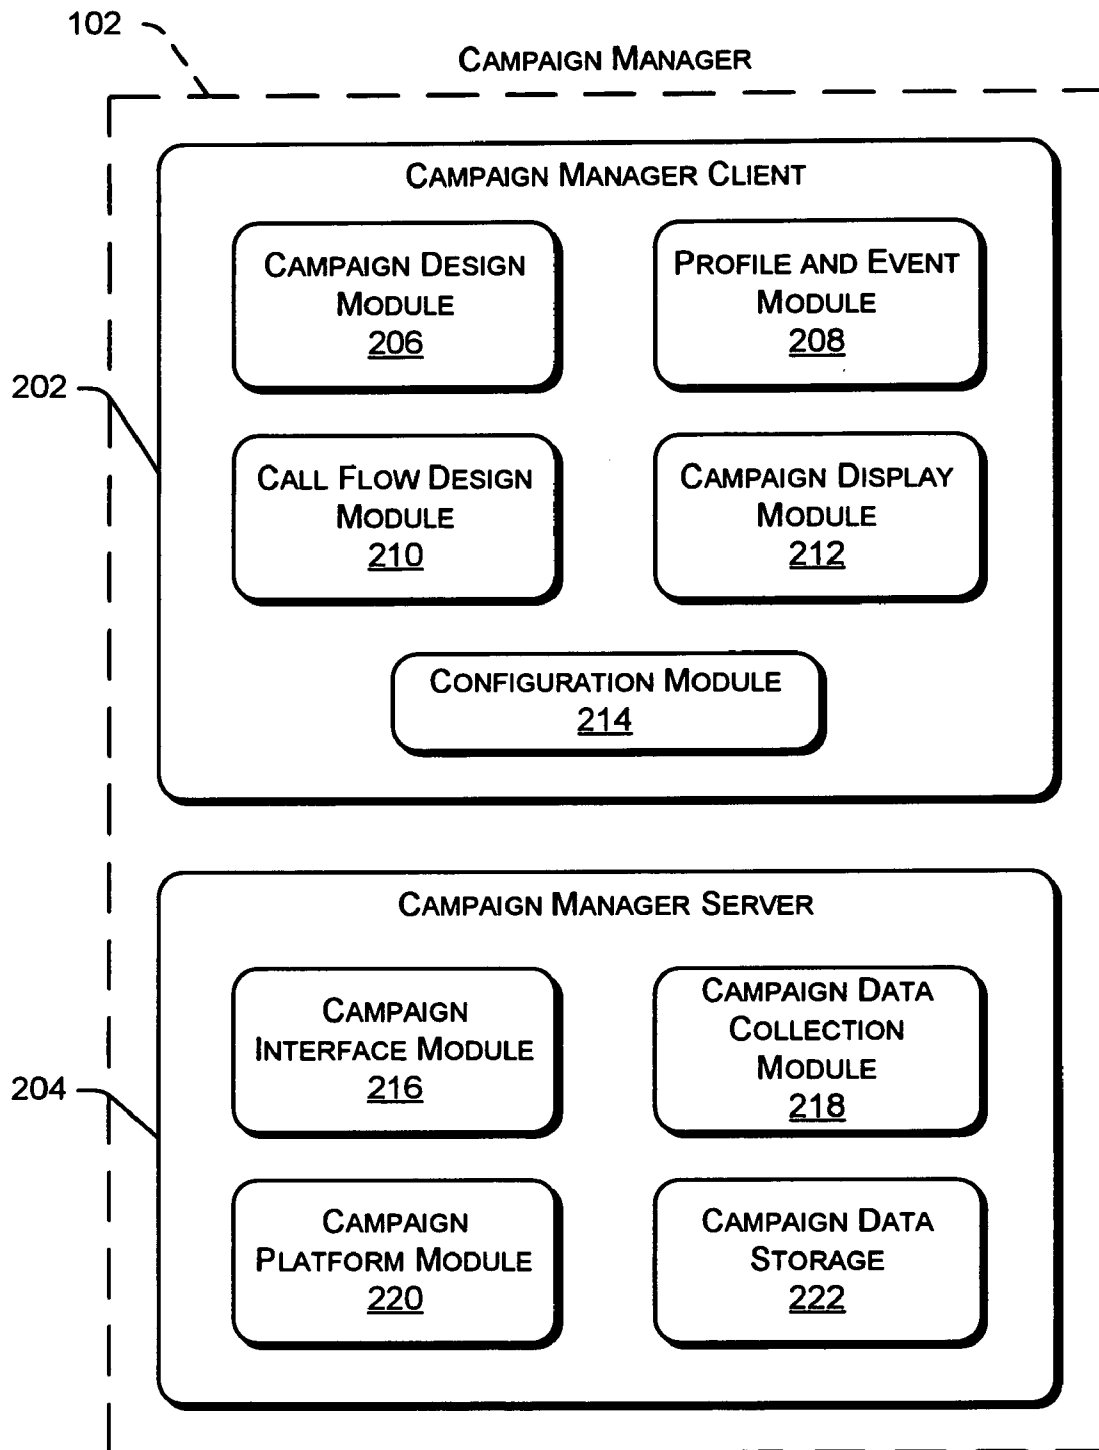 102
CAMPAIGN MANAGER
CAMPAIGN MANAGER CLIENT
CAMPAIGN DESIGN
MODULE
206
PROFILE AND EVENT
MODULE
208
202
CALL FLOW DESIGN
MODULE
210
CAMPAIGN DISPLAY
MODULE
212
CONFIGURATION MODULE
214
CAMPAIGN MANAGER SERVER
CAMPAIGN
INTERFACE MODULE
216
CAMPAIGN DATA
COLLECTION
MODULE
218
204
CAMPAIGN
PLATFORM MODULE
220
CAMPAIGN DATA
STORAGE
222